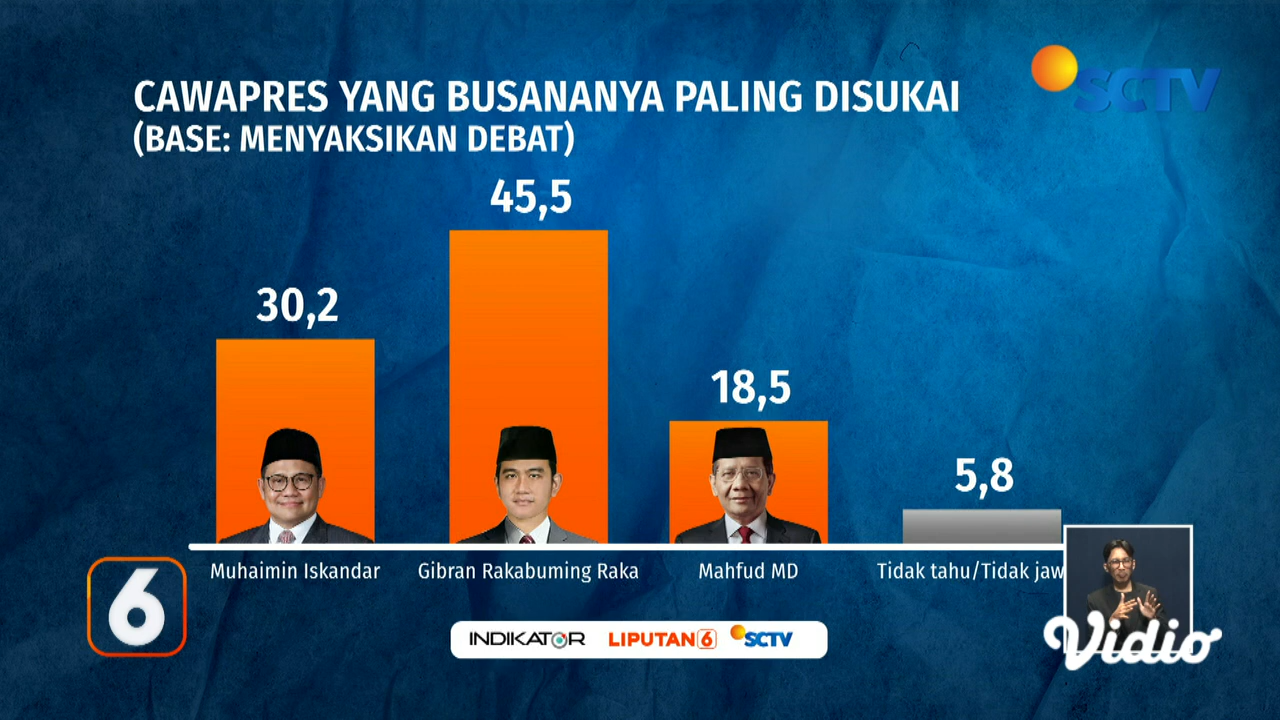 CAWAPRES YANG BUSANANYA PALING DISUKAI
(BASE: MENYAKSIKAN DEBAT)
SCTV
30,2
45,5
18,5
5,8
Muhaimin Iskandar
Gibran Rakabuming Raka
Mahfud MD
Tidak tahu/Tidak jaw
6
INDIKATOR LIPUTAN6 SCTV
Vidio